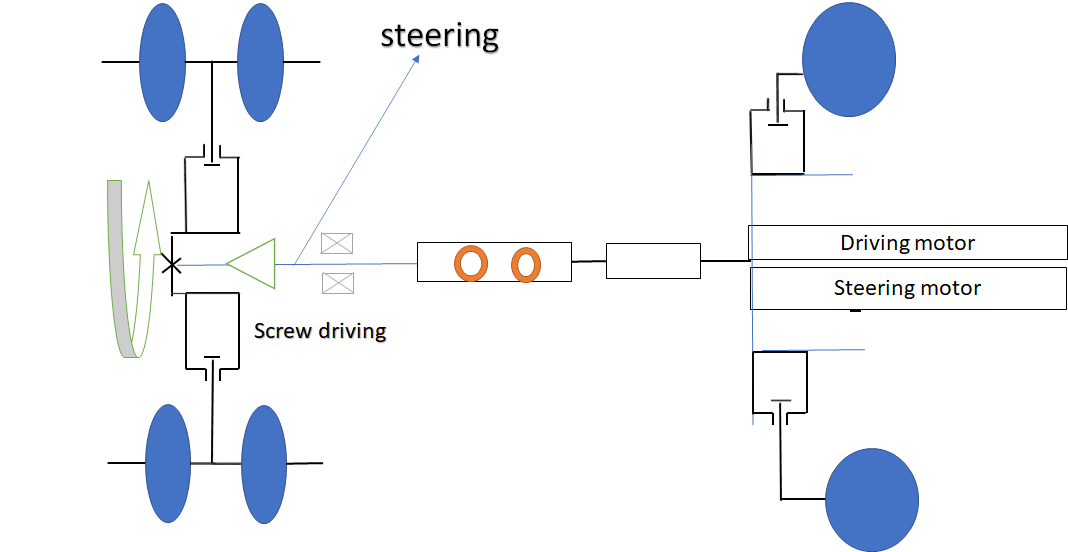 steering
Driving motor
Steering motor
Screw driving